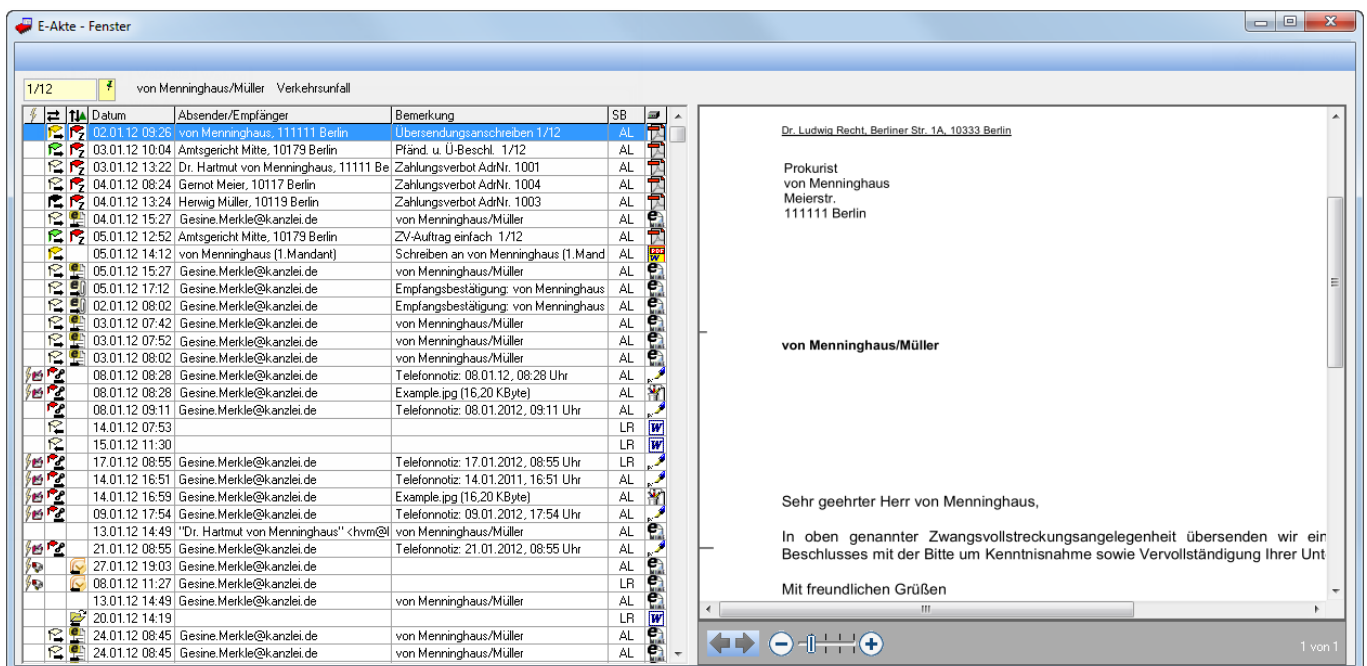 E-Akte - Fenster
1/12 von Menninghaus/Müller Verkehrsunfall
Datum Absender/Empfänger Bemerkung SB
02.01.12 09:26 von Menninghaus, 111111 Berlin Übersendungsanschreiben 1/12 AL
03.01.12 10:04 Amtsgericht Mitte, 10179 Berlin Pfänd. u. Ü-Beschl. 1/12 AL
03.01.12 13:22 Dr. Hartmut von Menninghaus, 11111 Be Zahlungsverbot AdrNr. 1001 AL
04.01.12 08:24 Gernot Meier, 10117 Berlin Zahlungsverbot AdrNr. 1004 AL
04.01.12 13:24 Herwig Müller, 10119 Berlin Zahlungsverbot AdrNr. 1003 AL
04.01.12 15:27 Gesine.Merkle@kanzlei.de von Menninghaus/Müller AL
05.01.12 12:52 Amtsgericht Mitte, 10179 Berlin ZV-Auftrag einfach 1/12 AL
05.01.12 14:12 von Menninghaus (1.Mandant) Schreiben an von Menninghaus (1.Mand AL
05.01.12 15:27 Gesine.Merkle@kanzlei.de von Menninghaus/Müller AL
05.01.12 17:12 Gesine.Merkle@kanzlei.de Empfangsbestätigung: von Menninghaus AL
02.01.12 08:02 Gesine.Merkle@kanzlei.de Empfangsbestätigung: von Menninghaus AL
03.01.12 07:42 Gesine.Merkle@kanzlei.de von Menninghaus/Müller AL
03.01.12 07:52 Gesine.Merkle@kanzlei.de von Menninghaus/Müller AL
03.01.12 08:02 Gesine.Merkle@kanzlei.de von Menninghaus/Müller AL
08.01.12 08:28 Gesine.Merkle@kanzlei.de Telefonnotiz: 08.01.12, 08:28 Uhr AL
08.01.12 08:28 Gesine.Merkle@kanzlei.de Example.jpg (16,20 KByte) AL
08.01.12 09:11 Gesine.Merkle@kanzlei.de Telefonnotiz: 08.01.2012, 09:11 Uhr AL
14.01.12 07:53 LR
15.01.12 11:30 LR
17.01.12 08:55 Gesine.Merkle@kanzlei.de Telefonnotiz: 17.01.2012, 08:55 Uhr LR
14.01.12 16:51 Gesine.Merkle@kanzlei.de Telefonnotiz: 14.01.2011, 16:51 Uhr AL
14.01.12 16:59 Gesine.Merkle@kanzlei.de Example.jpg (16,20 KByte) AL
09.01.12 17:54 Gesine.Merkle@kanzlei.de Telefonnotiz: 09.01.2012, 17:54 Uhr AL
13.01.12 14:49 "Dr. Hartmut von Menninghaus" <hvm@l von Menninghaus/Müller AL
21.01.12 08:55 Gesine.Merkle@kanzlei.de Telefonnotiz: 21.01.2012, 08:55 Uhr AL
27.01.12 19:03 Gesine.Merkle@kanzlei.de AL
08.01.12 11:27 Gesine.Merkle@kanzlei.de LR
13.01.12 14:49 Gesine.Merkle@kanzlei.de von Menninghaus/Müller AL
20.01.12 14:19 LR
24.01.12 08:45 Gesine.Merkle@kanzlei.de von Menninghaus/Müller AL
24.01.12 08:45 Gesine.Merkle@kanzlei.de von Menninghaus/Müller AL
Dr. Ludwig Recht, Berliner Str. 1A, 10333 Berlin
Prokurist
von Menninghaus
Meierstr.
111111 Berlin
von Menninghaus/Müller
Sehr geehrter Herr von Menninghaus,
In oben genannter Zwangsvollstreckungsangelegenheit übersenden wir ein
Beschlusses mit der Bitte um Kenntnisnahme sowie Vervollständigung Ihrer Unt
Mit freundlichen Grüßen
1 von 1